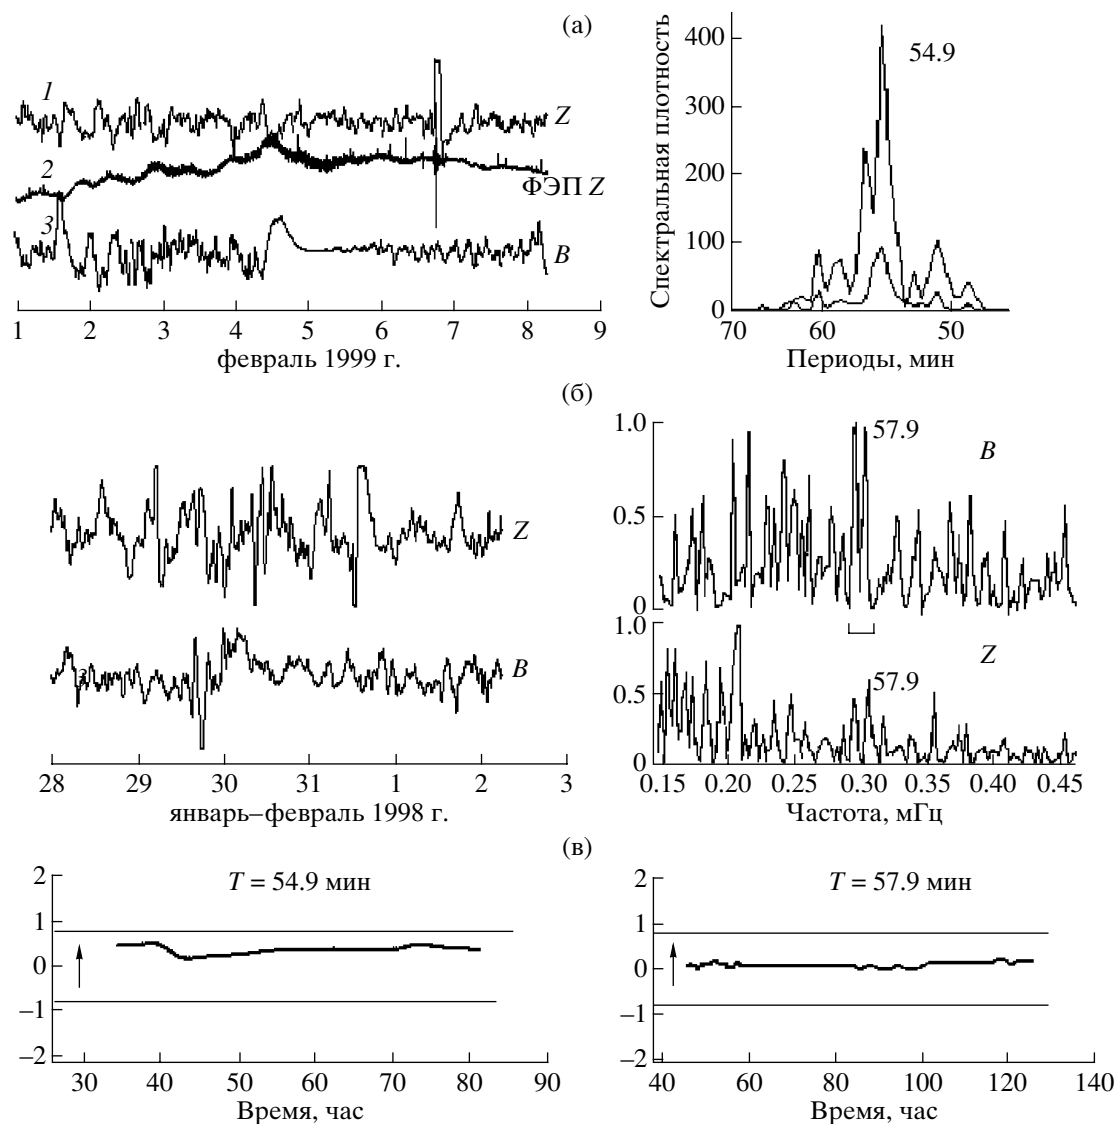 (а)
1
Z
2
ФЭП Z
3
B
1 2 3 4 5 6 7 8 9
февраль 1999 г.
Спектральная плотность
400
300
200
100
0
54.9
70 60 50
Периоды, мин
(б)
Z
B
28 29 30 31 1 2 3
январь–февраль 1998 г.
1.0
0.5
0
57.9
B
1.0
0.5
0
57.9
Z
0.15 0.20 0.25 0.30 0.35 0.40 0.45
Частота, мГц
(в)
T = 54.9 мин
2
1
0
–1
–2
30 40 50 60 70 80 90
Время, час
T = 57.9 мин
2
1
0
–1
–2
40 60 80 100 120 140
Время, час